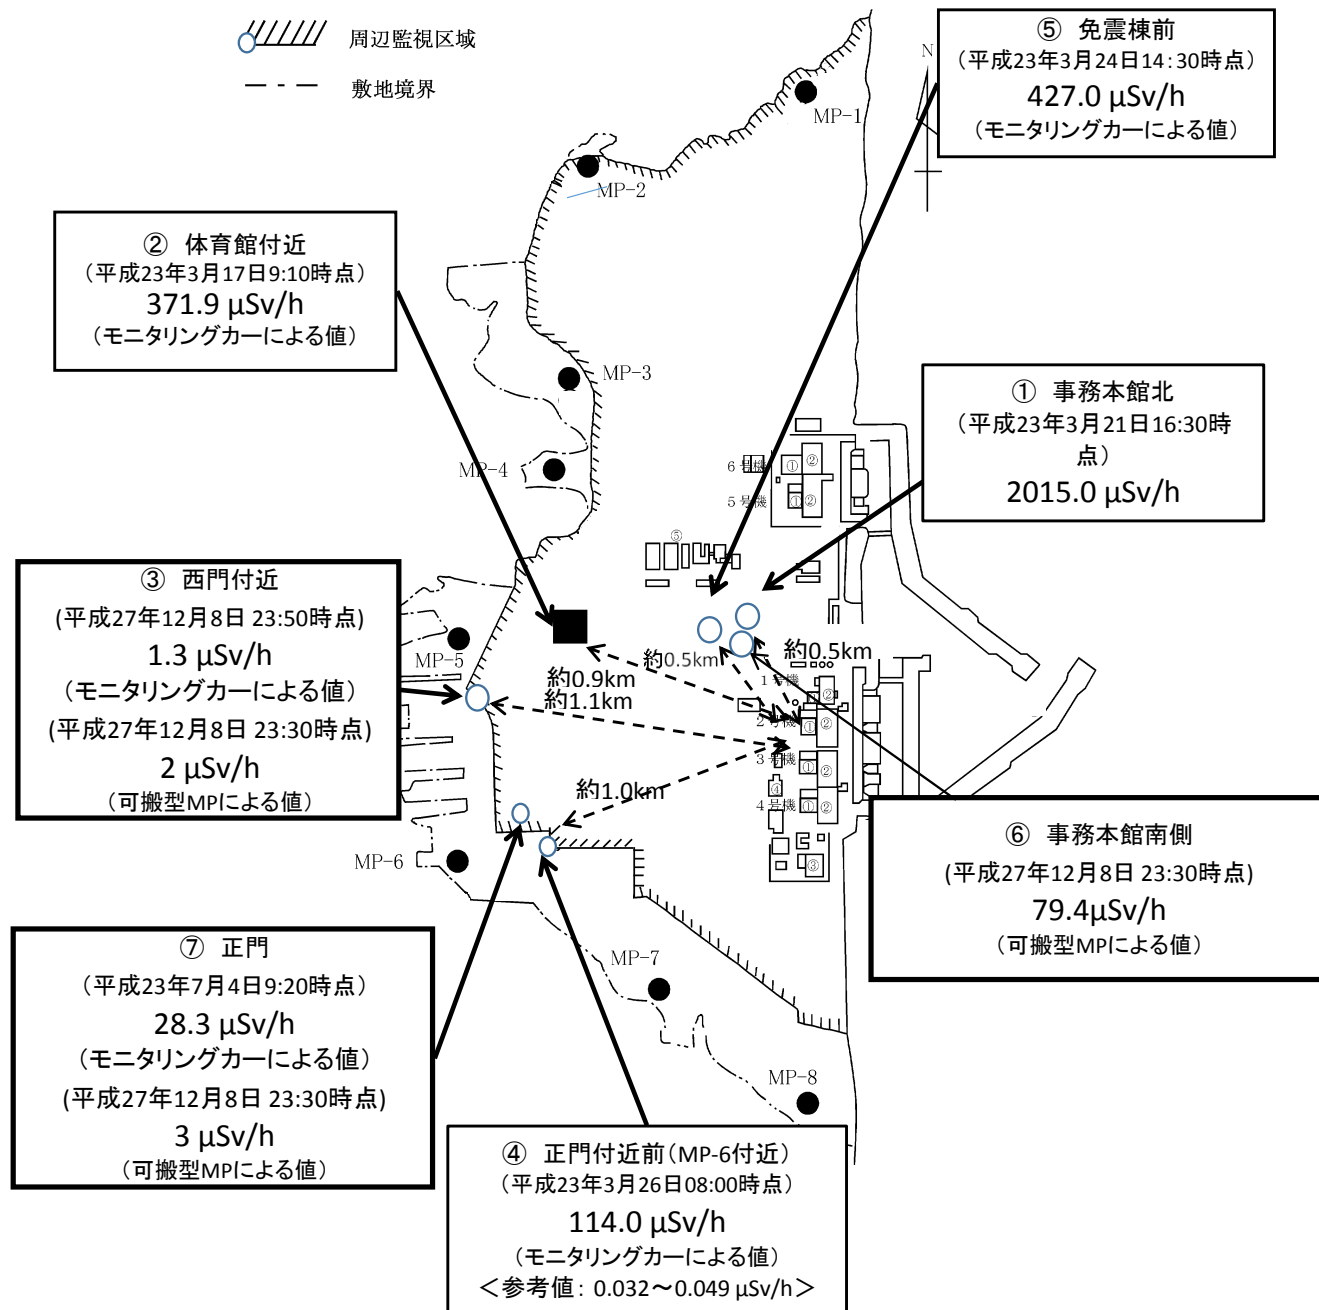 周辺監視区域
敷地境界
⑤ 免震棟前
(平成23年3月24日14:30時点)
427.0 μSv/h
(モニタリングカーによる値)
N
MP-1
MP-2
② 体育館付近
(平成23年3月17日9:10時点)
371.9 μSv/h
(モニタリングカーによる値)
MP-3
① 事務本館北
(平成23年3月21日16:30時
点)
2015.0 μSv/h
MP-4
6号機
① ②
5号機
① ②
⑤
③ 西門付近
(平成27年12月8日 23:50時点)
1.3 μSv/h
(モニタリングカーによる値)
(平成27年12月8日 23:30時点)
2 μSv/h
(可搬型MPによる値)
MP-5
約0.5km
約0.5km
約0.9km
約1.1km
1号機
① ②
2号機
① ②
3号機
① ②
④
4号機
① ②
③
約1.0km
⑥ 事務本館南側
(平成27年12月8日 23:30時点)
79.4μSv/h
(可搬型MPによる値)
MP-6
⑦ 正門
(平成23年7月4日9:20時点)
28.3 μSv/h
(モニタリングカーによる値)
(平成27年12月8日 23:30時点)
3 μSv/h
(可搬型MPによる値)
MP-7
MP-8
④ 正門付近前(MP-6付近)
(平成23年3月26日08:00時点)
114.0 μSv/h
(モニタリングカーによる値)
<参考値: 0.032~0.049 μSv/h>